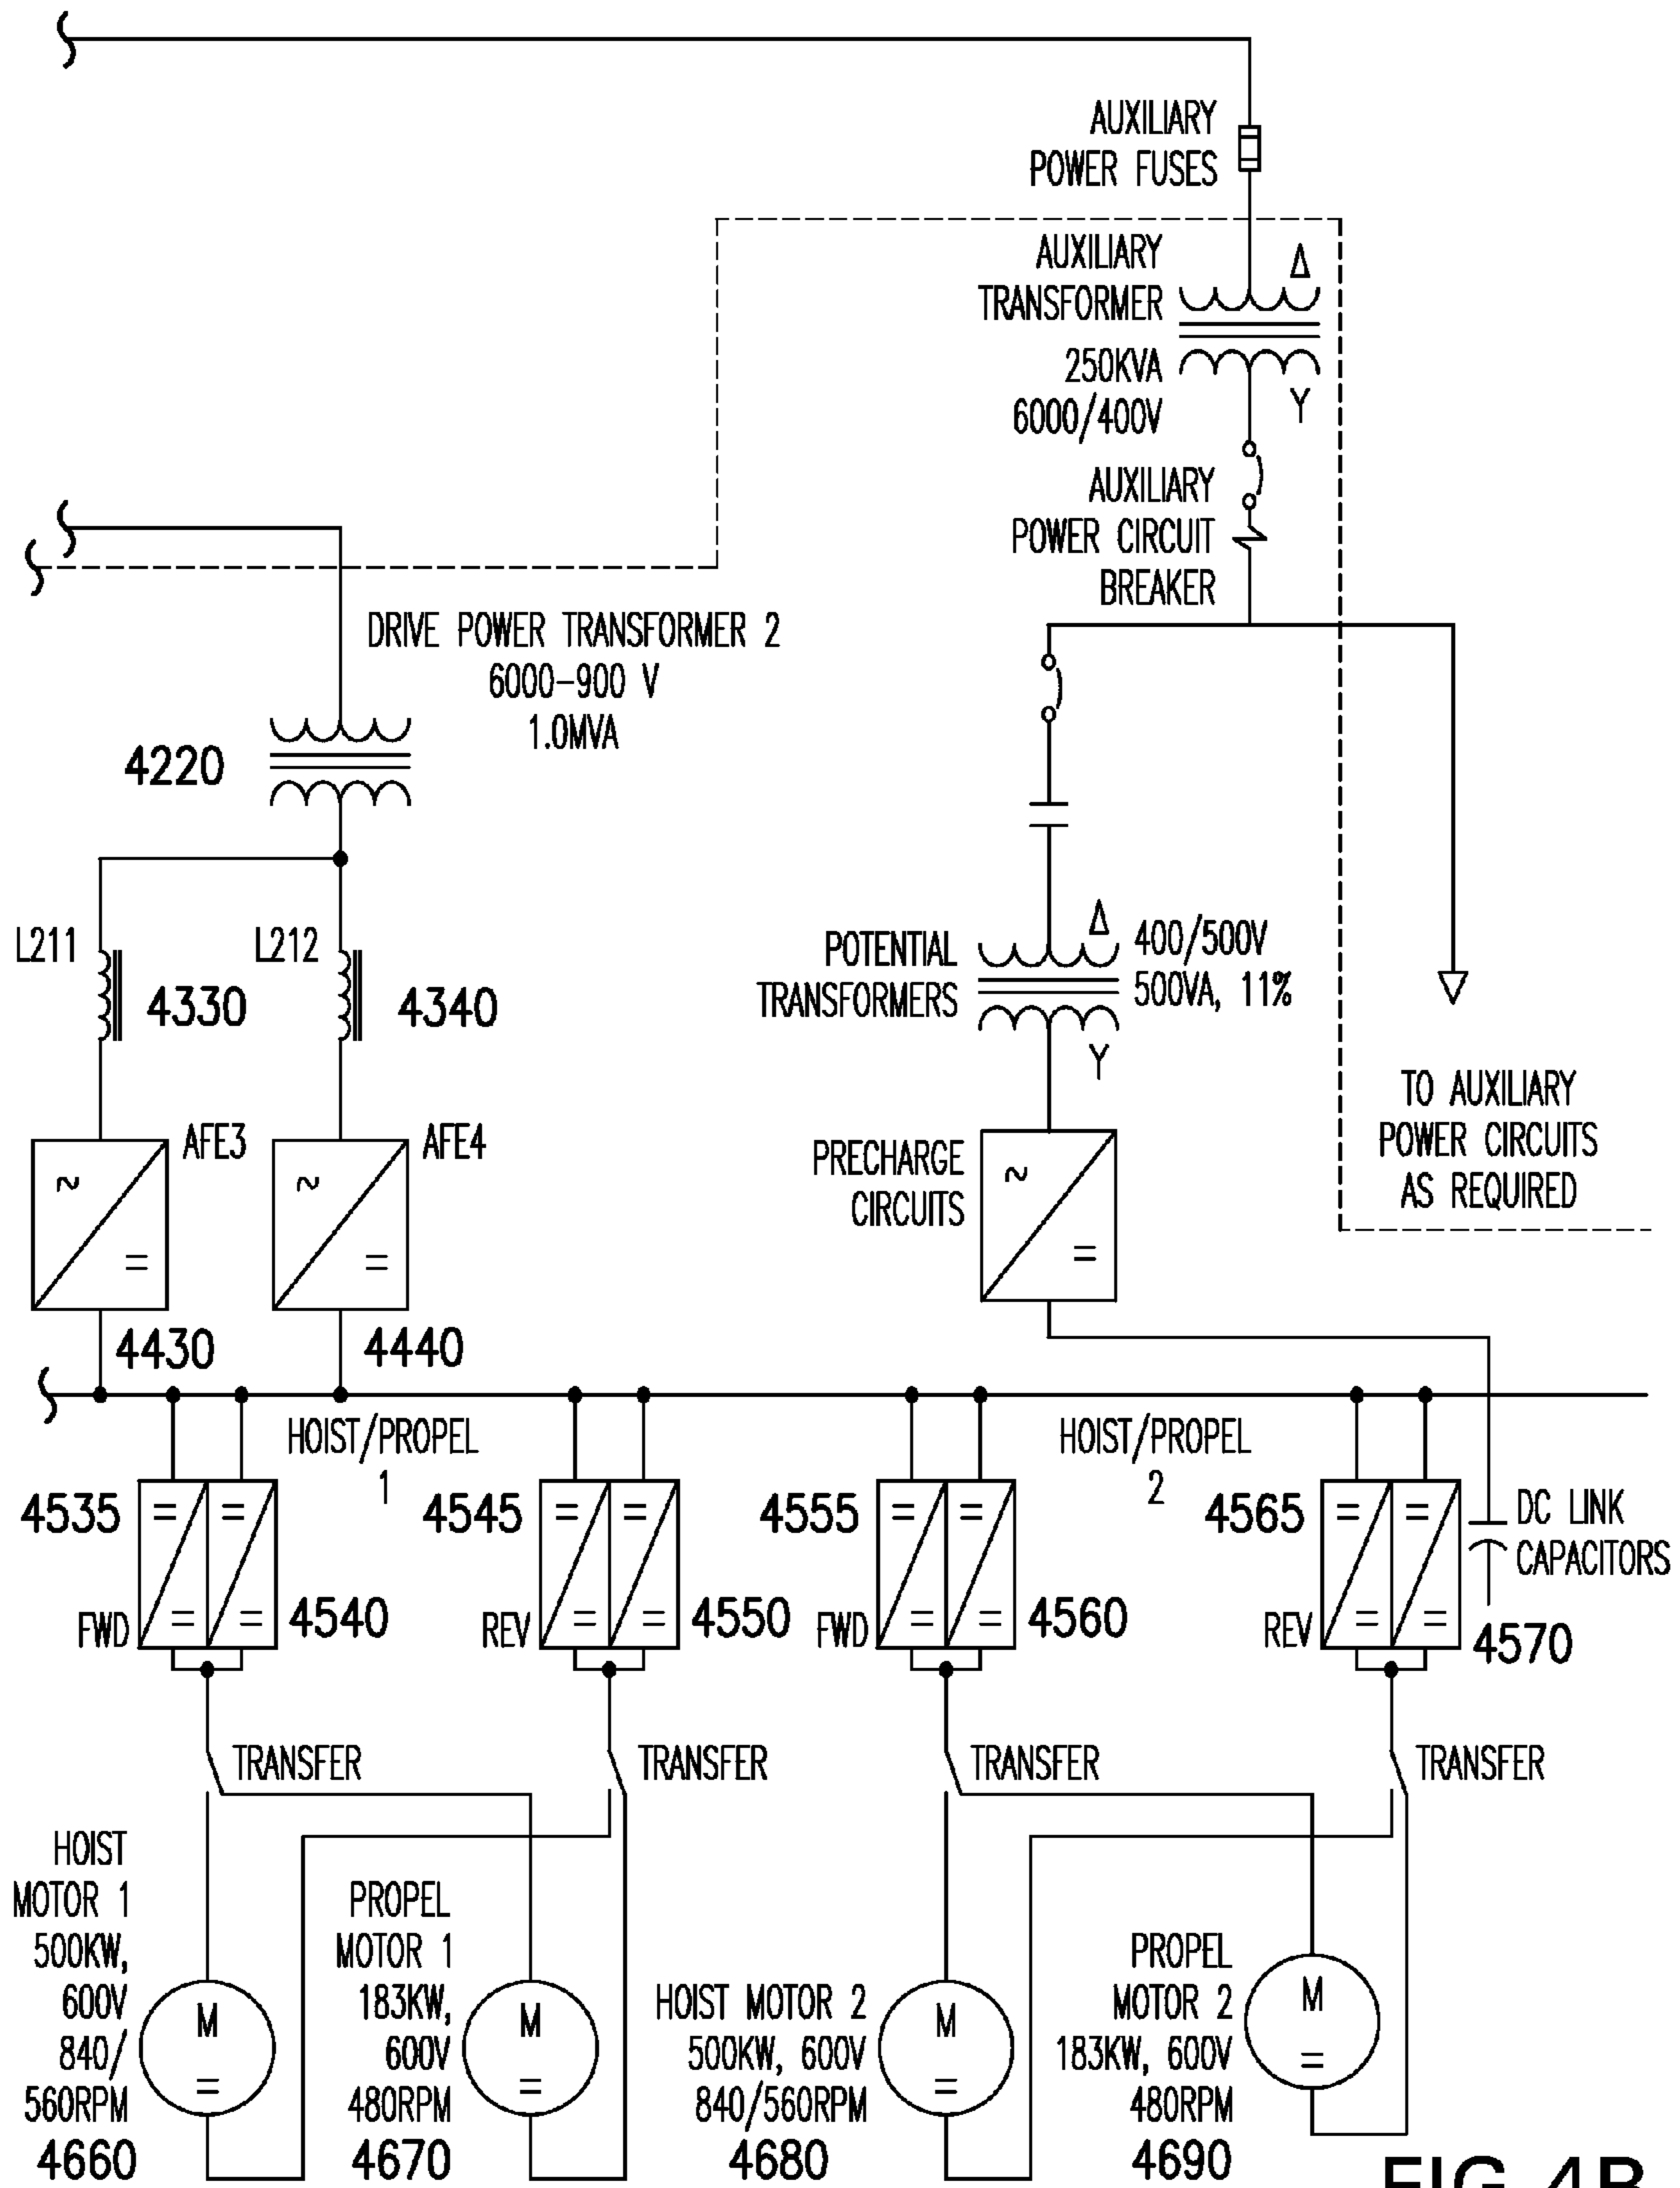 AUXILIARY
POWER FUSES
AUXILIARY
TRANSFORMER
Δ
250KVA
6000/400V
Y
AUXILIARY
POWER CIRCUIT
BREAKER
DRIVE POWER TRANSFORMER 2
6000-900 V
1.0MVA
4220
L211
4330
L212
4340
POTENTIAL
TRANSFORMERS
Δ
400/500V
500VA, 11%
Y
TO AUXILIARY
POWER CIRCUITS
AS REQUIRED
AFE3
~
=
4430
AFE4
~
=
4440
PRECHARGE
CIRCUITS
~
=
HOIST/PROPEL
1
HOIST/PROPEL
2
4535
= =
= =
FWD
4540
4545
= =
= =
REV
4550
4555
= =
= =
FWD
4560
4565
= =
= =
REV
DC LINK
CAPACITORS
4570
TRANSFER
TRANSFER
TRANSFER
TRANSFER
HOIST
MOTOR 1
500KW,
600V
840/
560RPM
4660
M
=
PROPEL
MOTOR 1
183KW,
600V
480RPM
4670
M
=
HOIST MOTOR 2
500KW, 600V
840/560RPM
4680
M
=
PROPEL
MOTOR 2
183KW, 600V
480RPM
4690
M
=
FIG. 4B